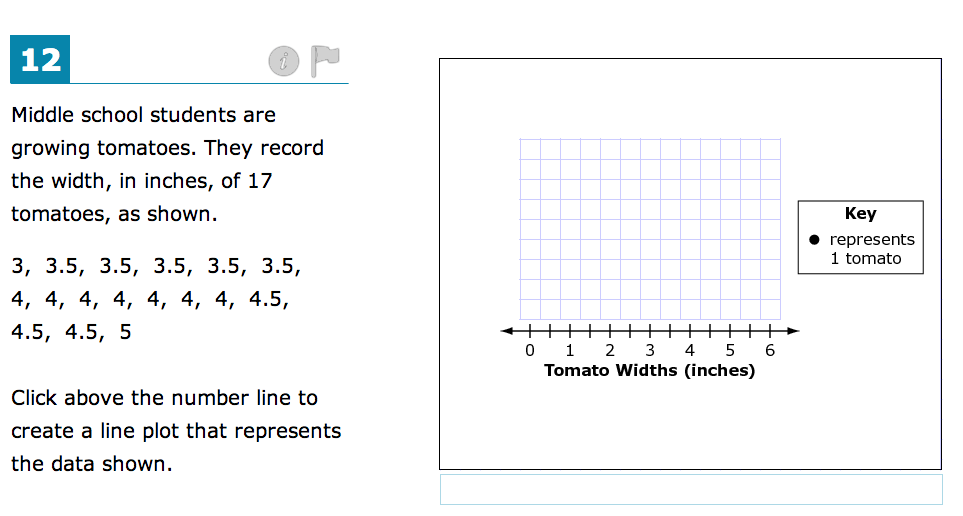 12
Middle school students are
growing tomatoes. They record
the width, in inches, of 17
tomatoes, as shown.
3, 3.5, 3.5, 3.5, 3.5, 3.5,
4, 4, 4, 4, 4, 4, 4, 4.5,
4.5, 4.5, 5
Click above the number line to
create a line plot that represents
the data shown.
Key
● represents
1 tomato
0 1 2 3 4 5 6
Tomato Widths (inches)